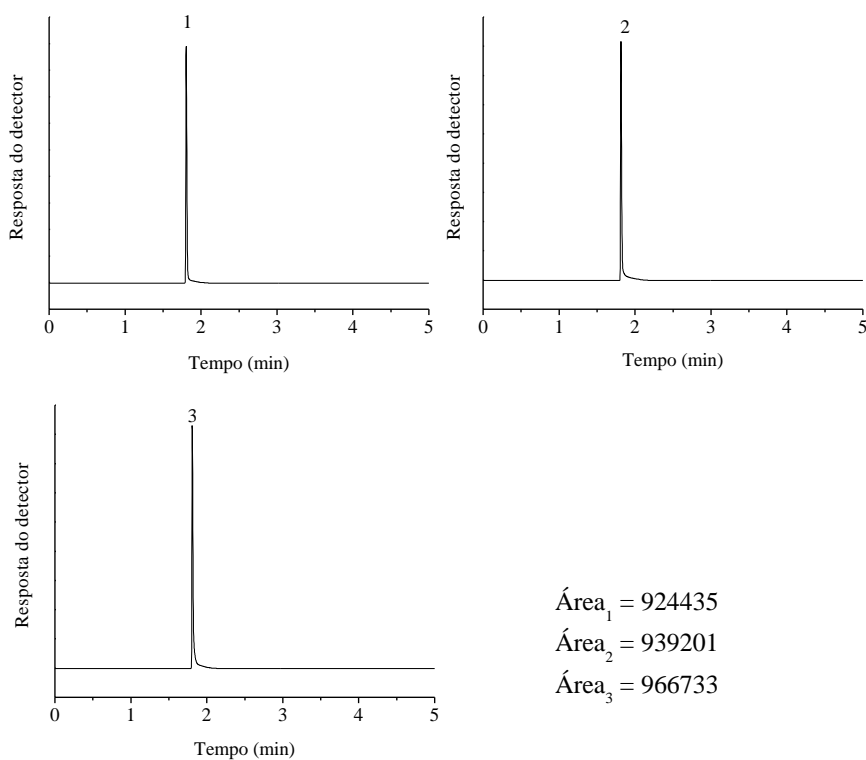 1
Resposta do detector
0 1 2 3 4 5
Tempo (min)
2
Resposta do detector
0 1 2 3 4 5
Tempo (min)
3
Resposta do detector
0 1 2 3 4 5
Tempo (min)
Área1 = 924435
Área2 = 939201
Área3 = 966733